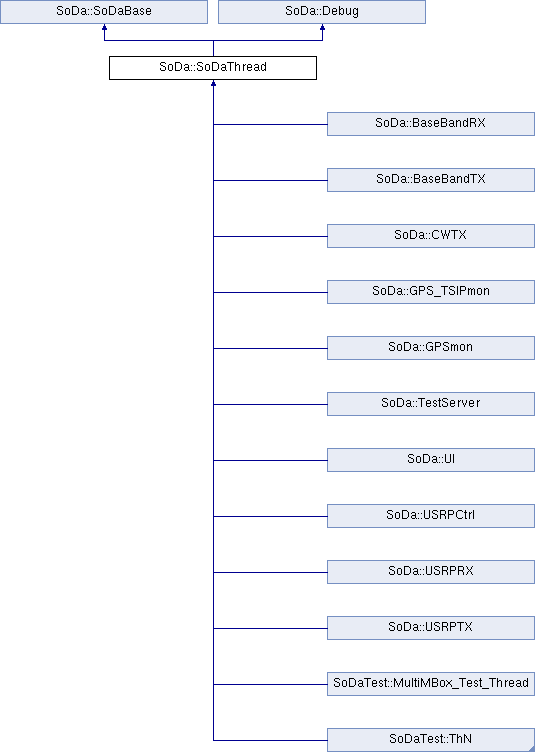 SoDa::SoDaBase
SoDa::Debug
SoDa::SoDaThread
SoDa::BaseBandRX
SoDa::BaseBandTX
SoDa::CWTX
SoDa::GPS_TSIPmon
SoDa::GPSmon
SoDa::TestServer
SoDa::UI
SoDa::USRPCtrl
SoDa::USRPRX
SoDa::USRPTX
SoDaTest::MultiMBox_Test_Thread
SoDaTest::ThN